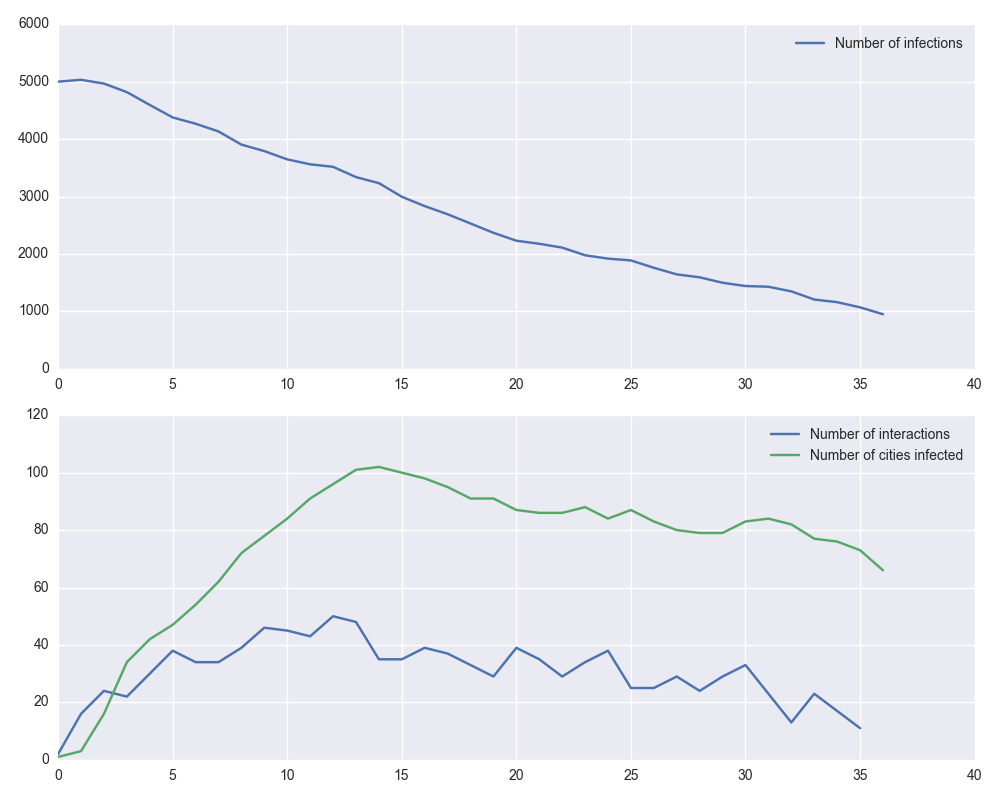 6000
Number of infections
5000
4000
3000
2000
1000
0
0 5 10 15 20 25 30 35 40
120
Number of interactions
Number of cities infected
100
80
60
40
20
0
0 5 10 15 20 25 30 35 40